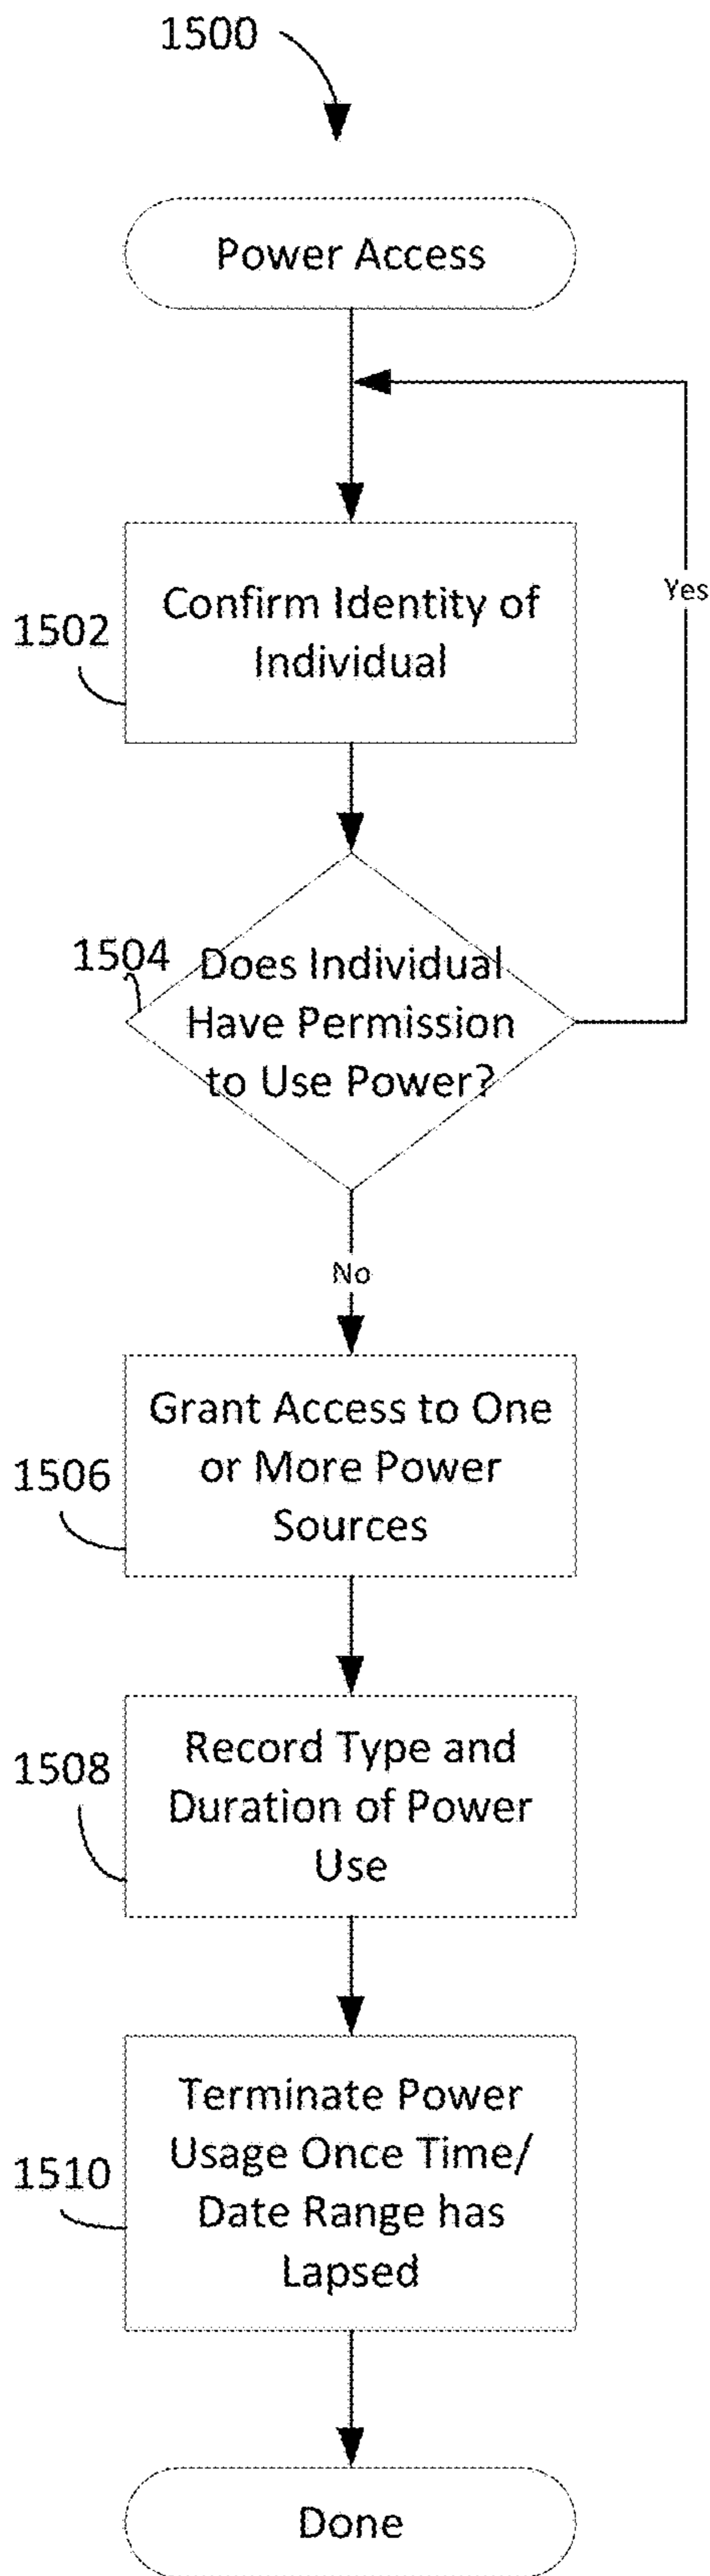 1500
Power Access
Confirm Identity of
Individual
1502
Yes
1504
Does Individual
Have Permission
to Use Power?
No
Grant Access to One
or More Power
Sources
1506
Record Type and
Duration of Power
Use
1508
Terminate Power
Usage Once Time/
Date Range has
Lapsed
1510
Done